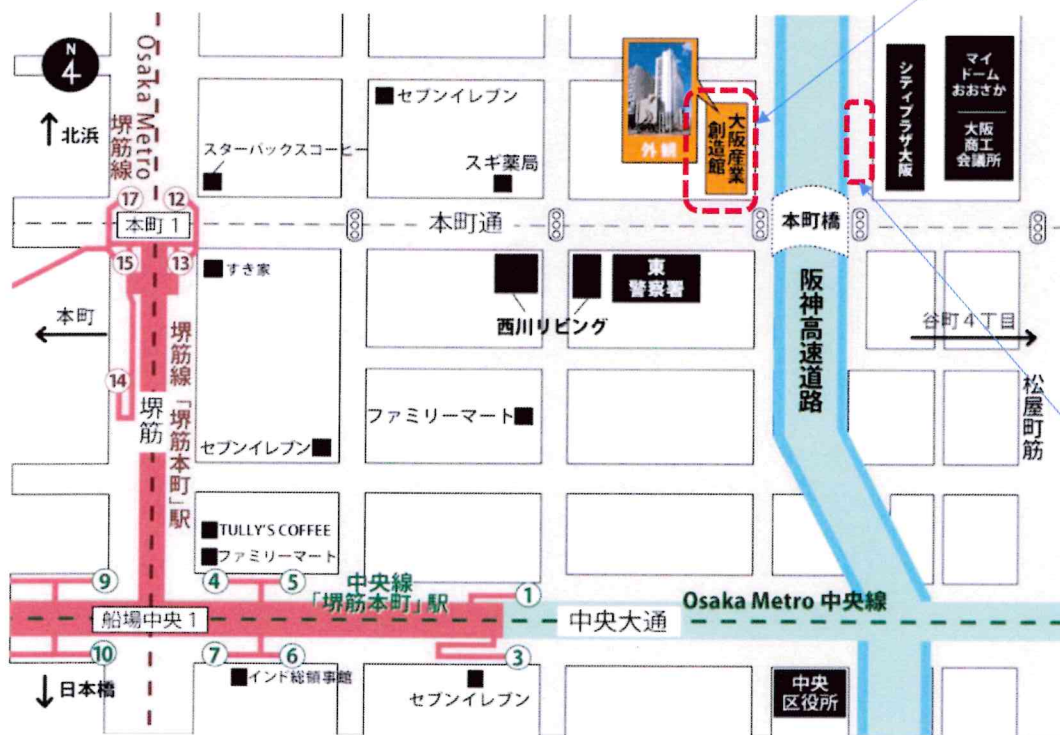 N
4
北浜
Osaka Metro
堺筋線
セブンイレブン
スターバックスコーヒー
スギ薬局
外観
大阪産業
創造館
シティプラザ大阪
マイ
ドーム
おおさか
大阪
商工
会議所
17
12
本町1
15
13
本町通
本町橋
すき家
西川リビング
東
警察署
本町
谷町4丁目
阪神高速道路
松屋町筋
14
堺筋
堺筋線「堺筋本町」駅
ファミリーマート
セブンイレブン
TULLY'S COFFEE
ファミリーマート
9
4
5
中央線
「堺筋本町」駅
1
Osaka Metro 中央線
船場中央1
中央大通
10
7
6
3
日本橋
インド総領事館
セブンイレブン
中央
区役所